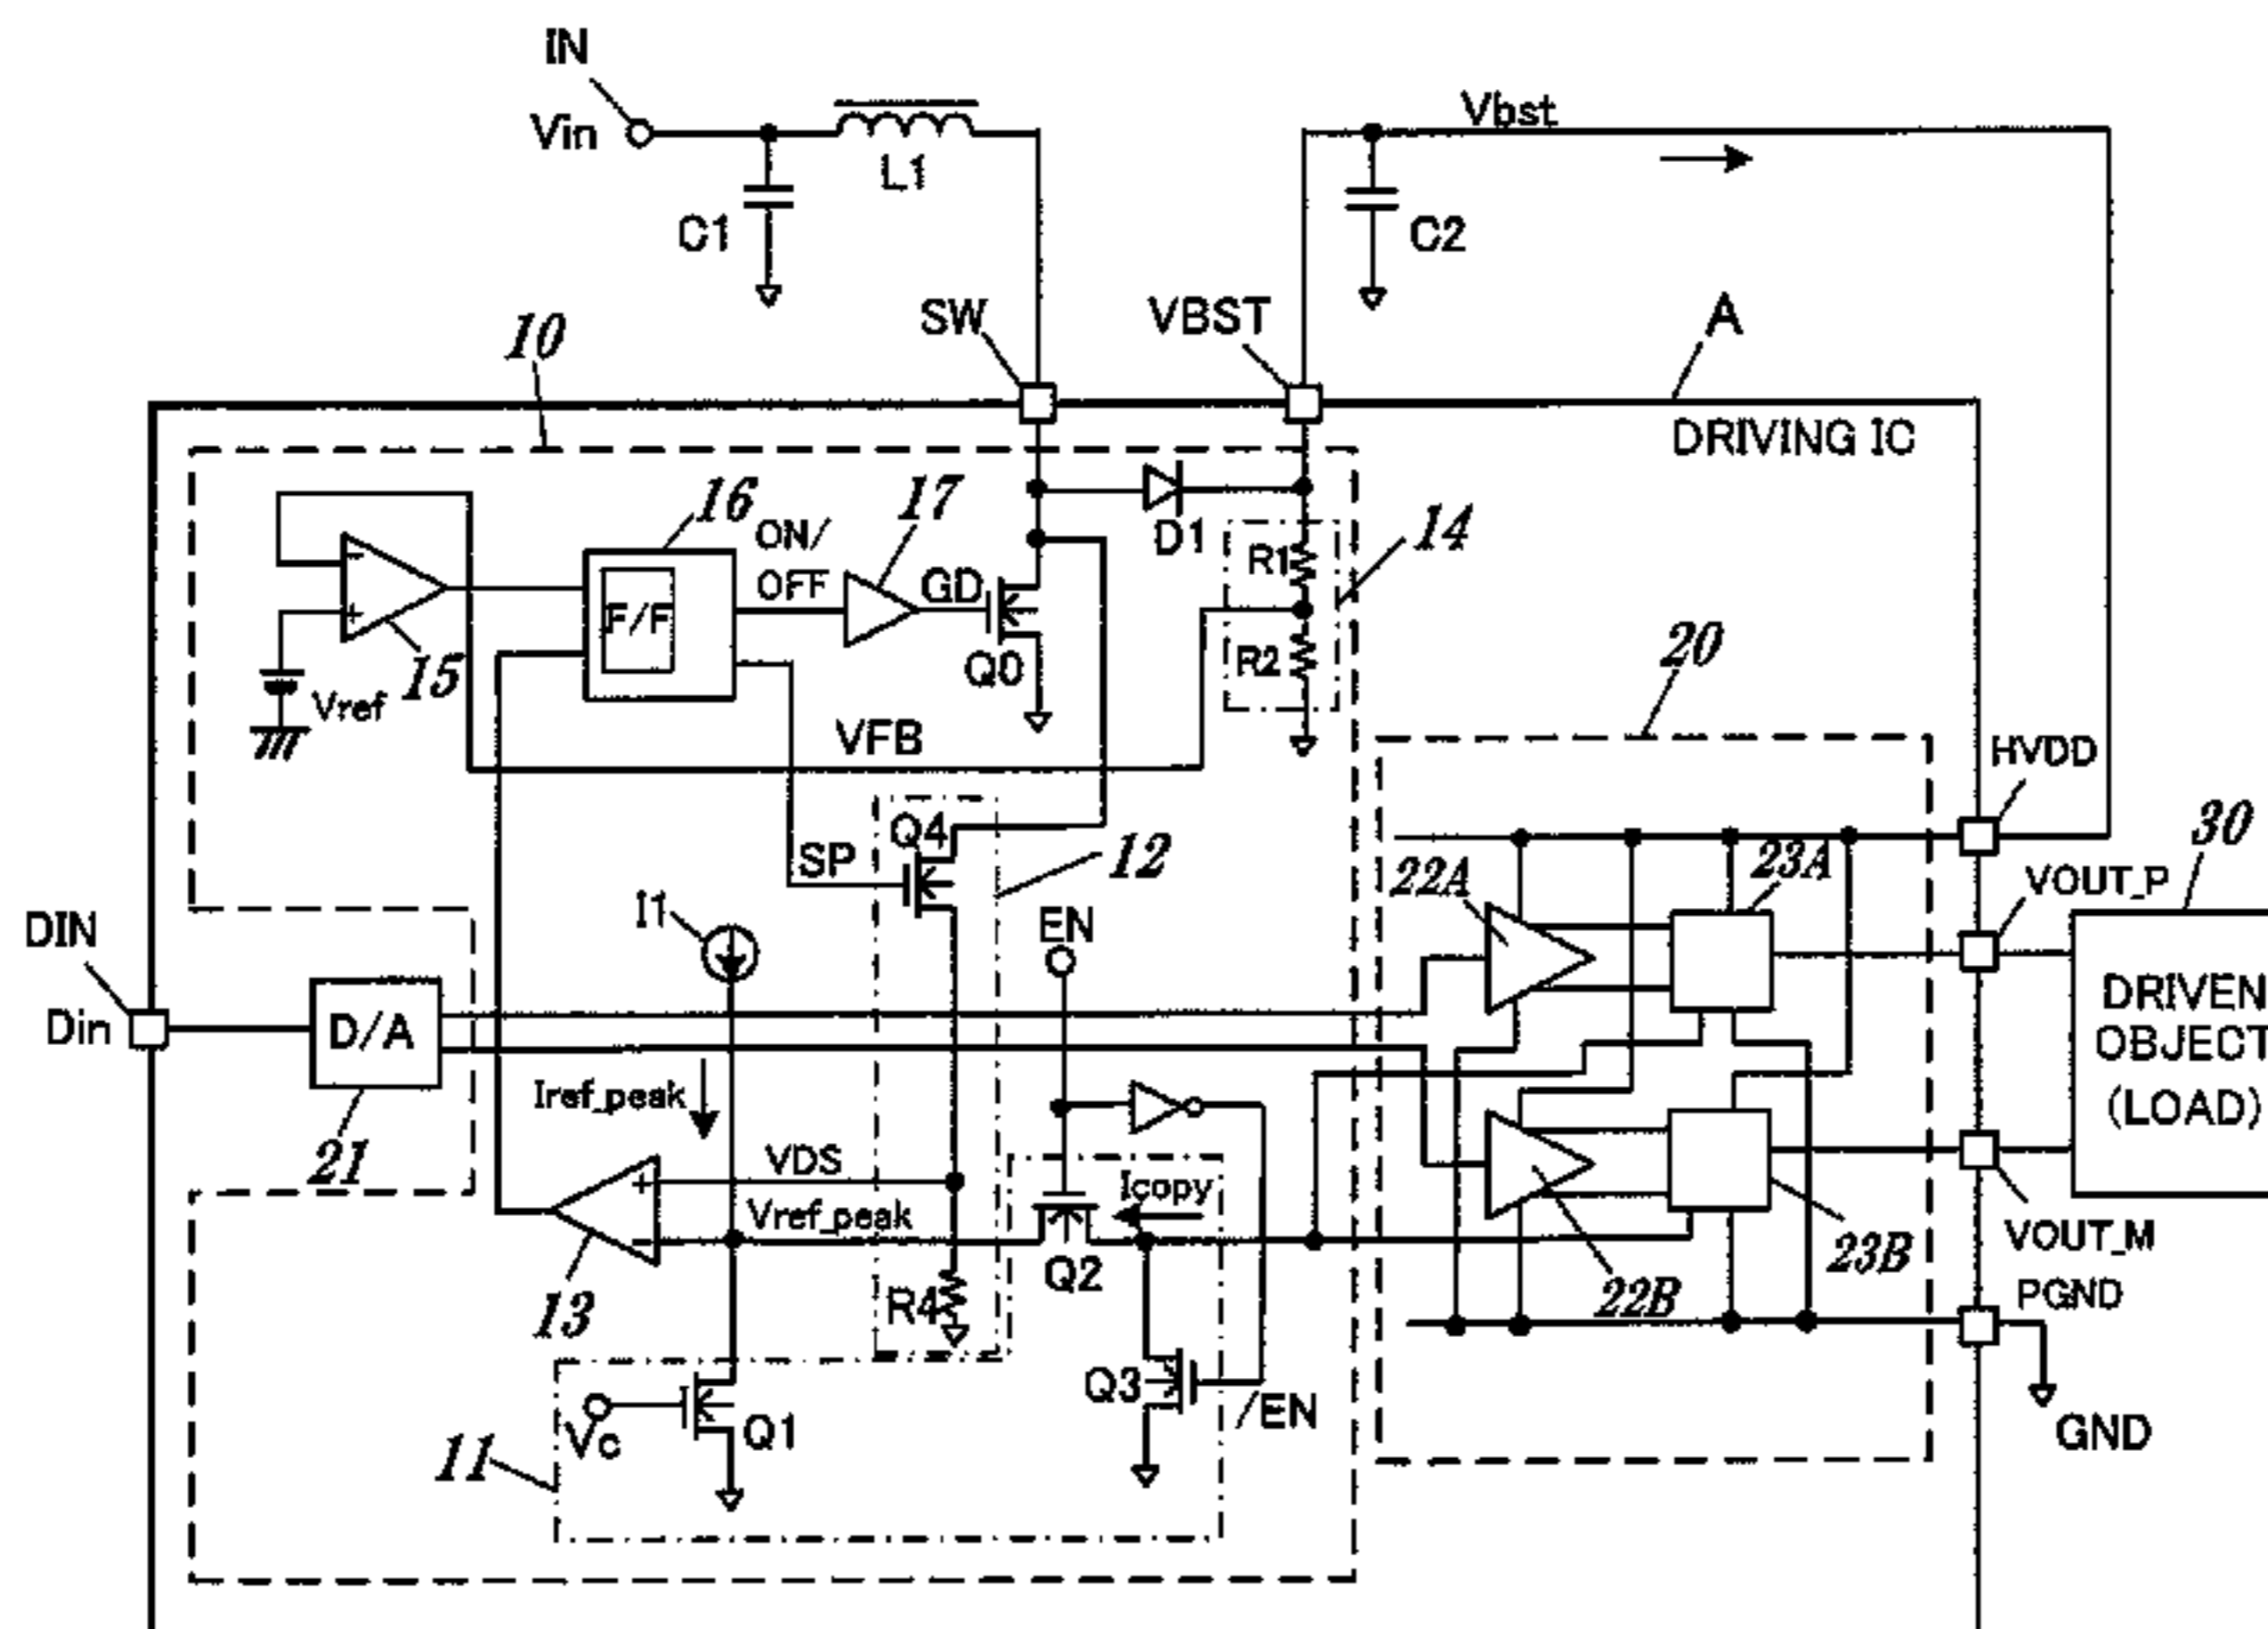 IN
Vin
L1
C1
Vbst
C2
SW
VBST
A
10
DRIVING IC
16
ON/
OFF
17
GD
D1
14
R1
R2
F/F
15
Vref
Q0
VFB
20
HVDD
30
Q4
SP
12
22A
23A
VOUT_P
DIN
Din
D/A
21
I1
EN
DRIVEN
OBJECT
(LOAD)
Iref_peak
VDS
Vref_peak
Icopy
13
R4
Q2
22B
23B
VOUT_M
PGND
Q3
/EN
Vc
Q1
11
GND